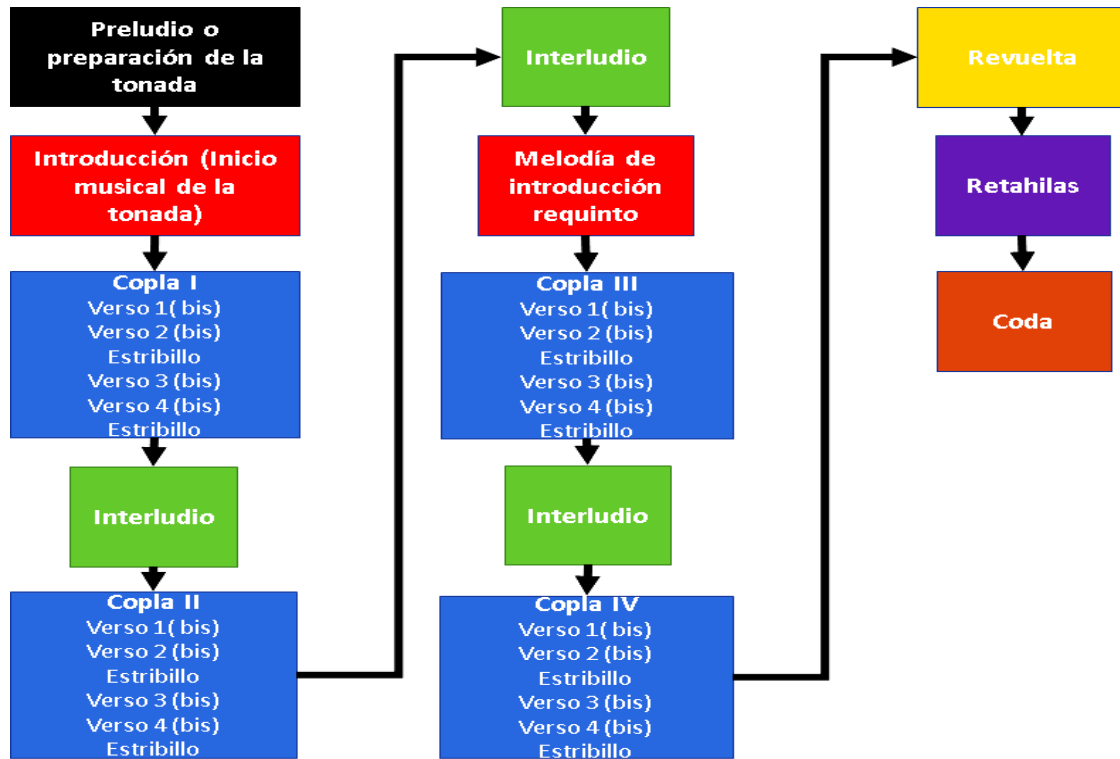 Preludio o
preparación de la
tonada
Introducción (Inicio
musical de la
tonada)
Copla I
Verso 1( bis)
Verso 2 (bis)
Estribillo
Verso 3 (bis)
Verso 4 (bis)
Estribillo
Interludio
Copla II
Verso 1( bis)
Verso 2 (bis)
Estribillo
Verso 3 (bis)
Verso 4 (bis)
Estribillo
Interludio
Melodía de
introducción
requinto
Copla III
Verso 1( bis)
Verso 2 (bis)
Estribillo
Verso 3 (bis)
Verso 4 (bis)
Estribillo
Interludio
Copla IV
Verso 1( bis)
Verso 2 (bis)
Estribillo
Verso 3 (bis)
Verso 4 (bis)
Estribillo
Revuelta
Retahilas
Coda